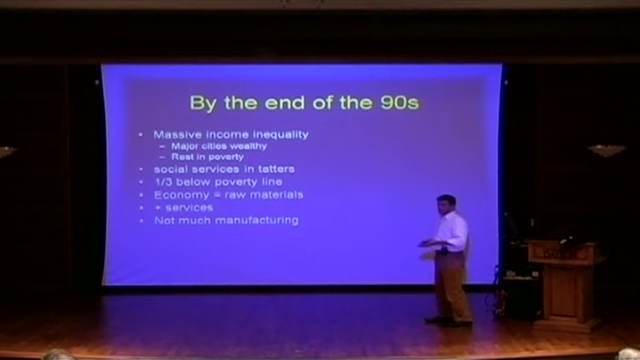 By the end of the 90s
• Massive income inequality
– Major cities wealthy
– Rest in poverty
• social services in tatters
• 1/3 below poverty line
• Economy = raw materials
• + services
• Not much manufacturing